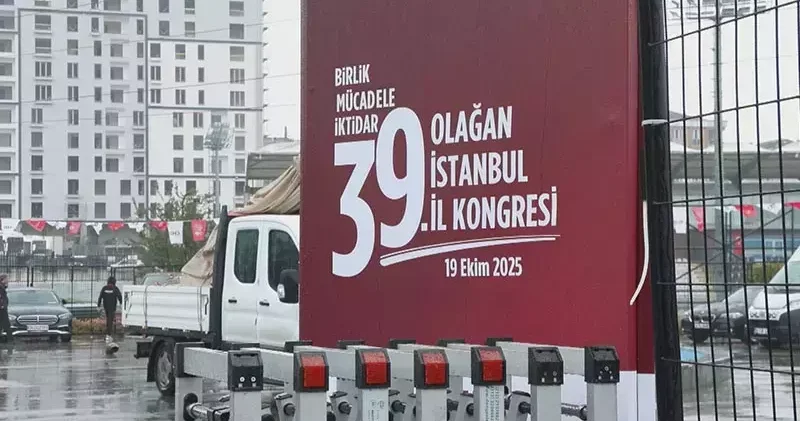 BİRLİK
MÜCADELE
İKTİDAR
39.
OLAĞAN
İSTANBUL
İL KONGRESİ
19 Ekim 2025